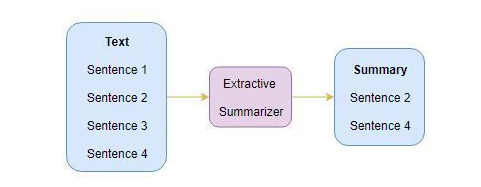 Text
Sentence 1
Sentence 2
Sentence 3
Sentence 4
Extractive
Summarizer
Summary
Sentence 2
Sentence 4